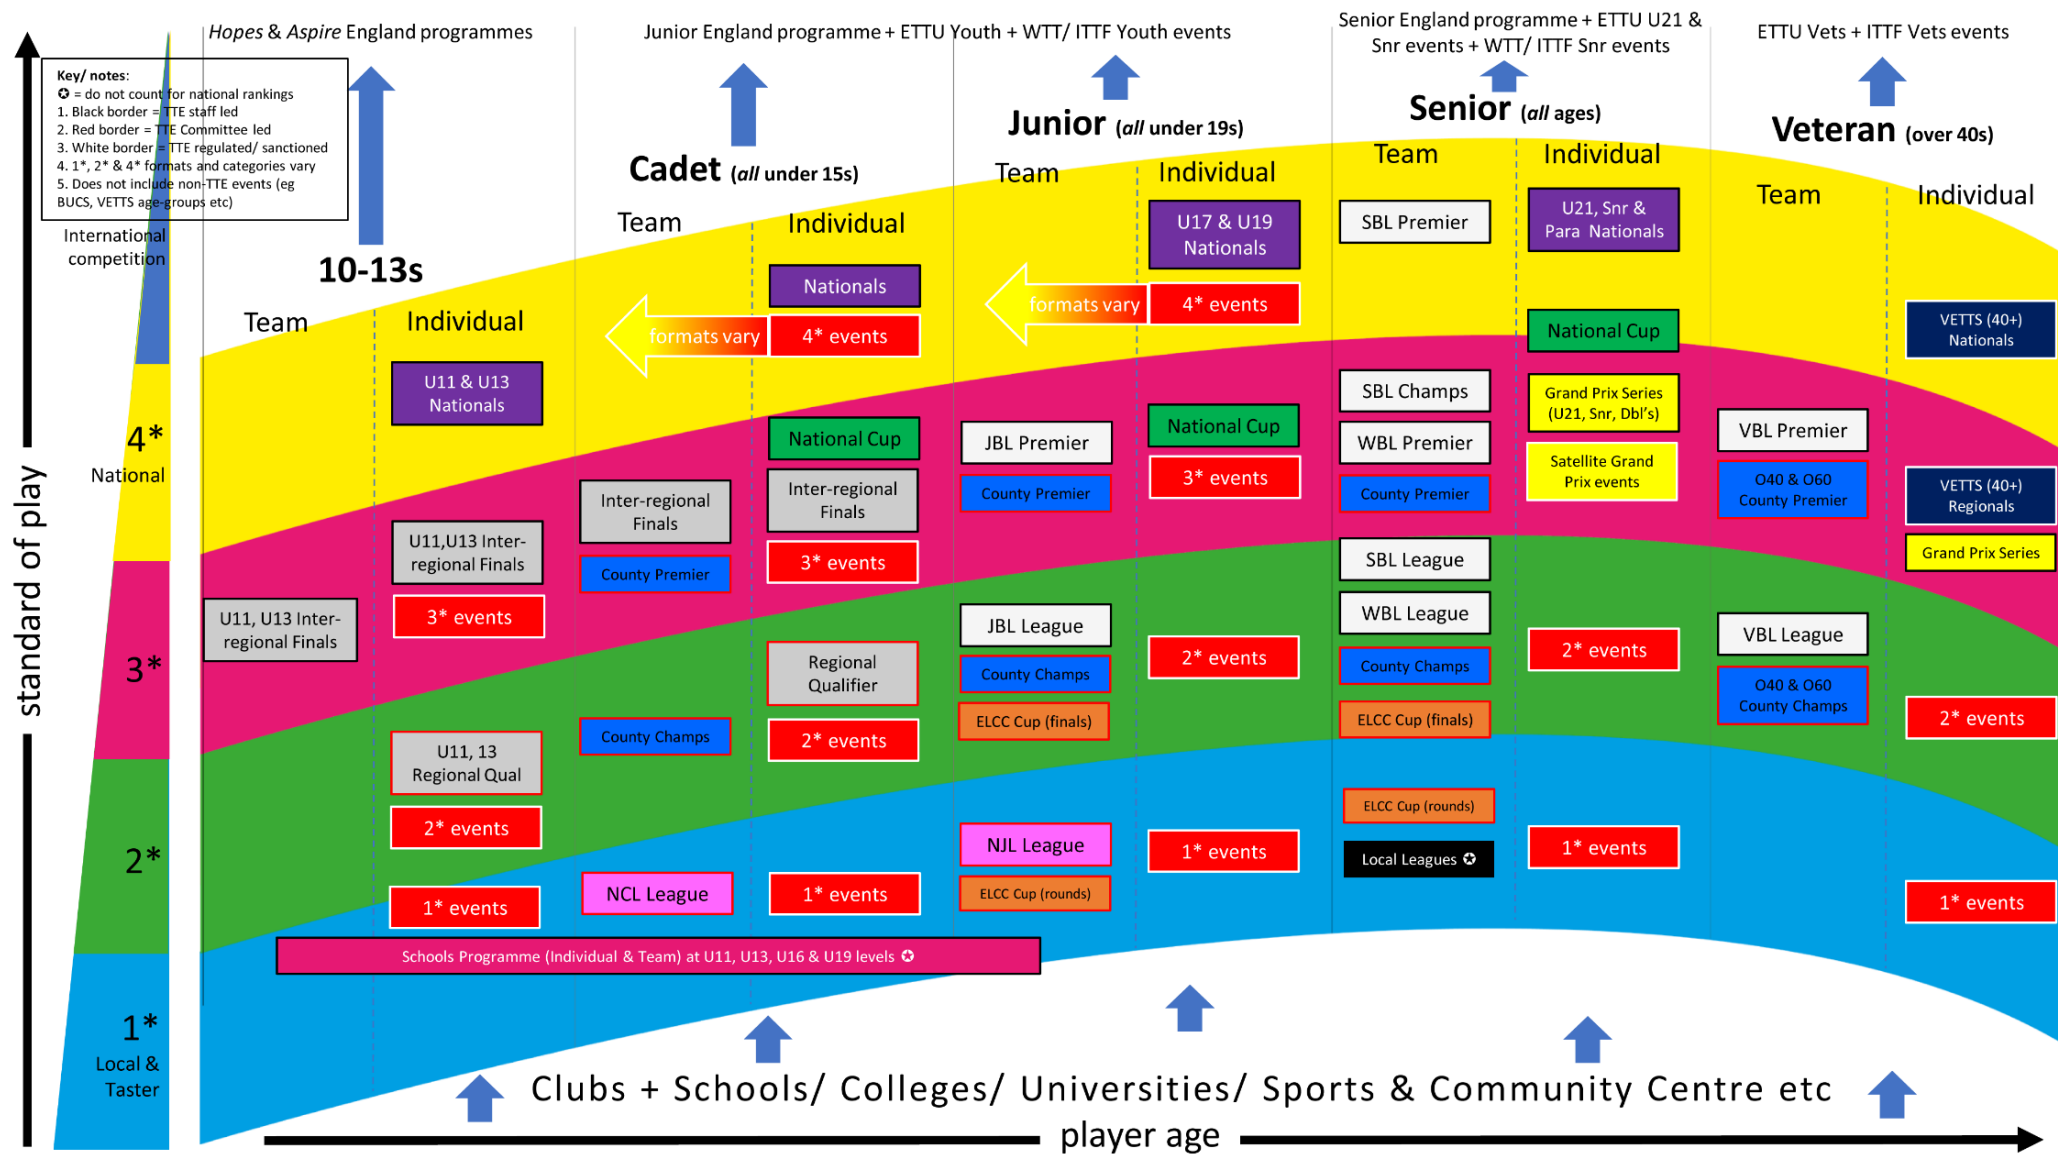 Hopes & Aspire England programmes
Junior England programme + ETTU Youth + WTT/ ITTF Youth events
Senior England programme + ETTU U21 &
Snr events + WTT/ ITTF Snr events
ETTU Vets + ITTF Vets events
Key/ notes:
✪ = do not count for national rankings
1. Black border = TTE staff led
2. Red border = TTE Committee led
3. White border = TTE regulated/ sanctioned
4. 1*, 2* & 4* formats and categories vary
5. Does not include non-TTE events (eg
BUCS, VETTS age-groups etc)
standard of play
International
competition
4*
National
3*
2*
1*
Local &
Taster
10-13s
Team
Individual
U11 & U13
Nationals
U11,U13 Inter-
regional Finals
3* events
U11, U13 Inter-
regional Finals
U11, 13
Regional Qual
2* events
1* events
Cadet (all under 15s)
Team
Individual
Nationals
formats vary
4* events
National Cup
Inter-regional
Finals
Inter-regional
Finals
County Premier
3* events
Regional
Qualifier
County Champs
2* events
NCL League
1* events
Schools Programme (Individual & Team) at U11, U13, U16 & U19 levels ✪
Junior (all under 19s)
Team
Individual
U17 & U19
Nationals
formats vary
4* events
JBL Premier
National Cup
County Premier
3* events
JBL League
County Champs
2* events
ELCC Cup (finals)
NJL League
1* events
ELCC Cup (rounds)
Senior (all ages)
Team
Individual
SBL Premier
U21, Snr &
Para Nationals
National Cup
SBL Champs
Grand Prix Series
(U21, Snr, Dbl's)
WBL Premier
Satellite Grand
Prix events
County Premier
SBL League
WBL League
2* events
County Champs
ELCC Cup (finals)
ELCC Cup (rounds)
Local Leagues ✪
1* events
Veteran (over 40s)
Team
Individual
VETTS (40+)
Nationals
VBL Premier
O40 & O60
County Premier
VETTS (40+)
Regionals
Grand Prix Series
VBL League
O40 & O60
County Champs
2* events
1* events
Clubs + Schools/ Colleges/ Universities/ Sports & Community Centre etc
player age